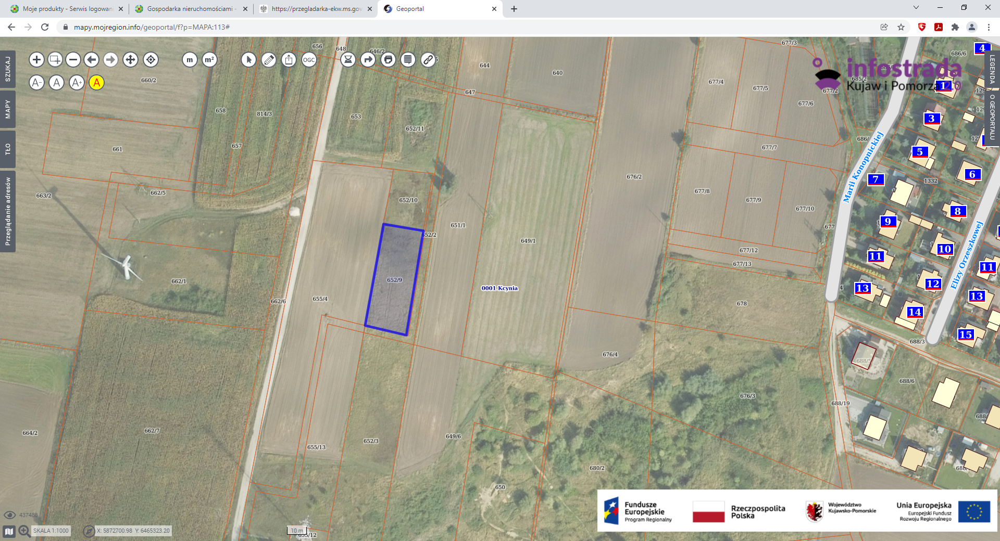 Moje produkty - Serwis logowan
Gospodarka nieruchomościami -
https://przegladarka-ekw.ms.gov
Geoportal
mapy.mojregion.info/geoportal/f?p=MAPA:113#
SZUKAJ
MAPY
TŁO
Przeglądanie adresów
m
m²
OGC
A-
A
A+
A
LEGENDA
O GEOPORTALU
infostrada
Kujaw i Pomorza 2.0
656
648
646/2
644
640
647
660/2
658
814/3
653
652/11
657
661
662/5
663/2
652/10
651/1
652/2
649/1
652/9
0001 Kcynia
662/1
662/6
655/4
664/2
662/7
655/13
652/3
649/6
650
655/12
680/2
676/2
676/4
676/3
677/3
677/4
677/5
677/2
677/6
677/7
677/8
677/9
677/10
677
677/12
677/13
678
685/2
686/6
686/
1332
688/3
688/5
688/6
688/19
Marii Konopnickiej
Elizy Orzeszkowej
4
1
3
5
6
7
8
9
10
11
11
12
13
13
14
15
437488
SKALA 1:1000
X: 5872700.98 Y: 6465323.20
10 m
Fundusze
Europejskie
Program Regionalny
Rzeczpospolita
Polska
Województwo
Kujawsko-Pomorskie
Unia Europejska
Europejski Fundusz
Rozwoju Regionalnego